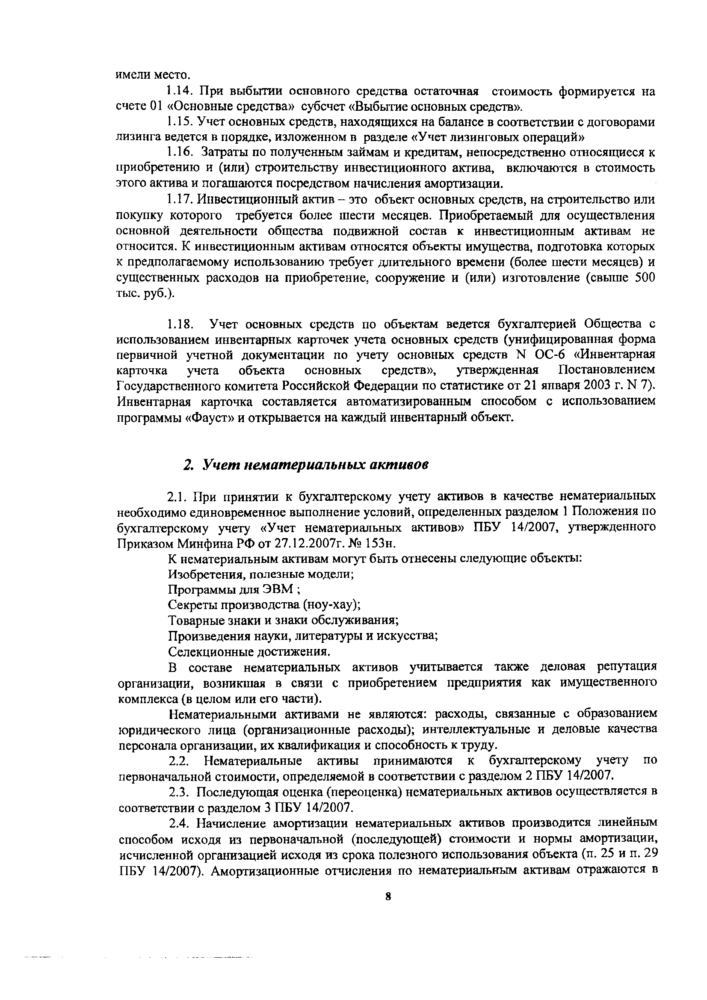 имели место.
1.14. При выбытии основного средства остаточная стоимость формируется на
счете 01 «Основные средства» субсчет «Выбытие основных средств».
1.15. Учет основных средств, находящихся на балансе в соответствии с договорами
лизинга ведется в порядке, изложенном в разделе «Учет лизинговых операций»
1.16. Затраты по полученным займам и кредитам, непосредственно относящиеся к
приобретению и (или) строительству инвестиционного актива, включаются в стоимость
этого актива и погашаются посредством начисления амортизации.
1.17. Инвестиционный актив – это объект основных средств, на строительство или
покупку которого требуется более шести месяцев. Приобретаемый для осуществления
основной деятельности общества подвижной состав к инвестиционным активам не
относится. К инвестиционным активам относятся объекты имущества, подготовка которых
к предполагаемому использованию требует длительного времени (более шести месяцев) и
существенных расходов на приобретение, сооружение и (или) изготовление (свыше 500
тыс. руб.).
1.18. Учет основных средств по объектам ведется бухгалтерией Общества с
использованием инвентарных карточек учета основных средств (унифицированная форма
первичной учетной документации по учету основных средств N ОС-6 «Инвентарная
карточка учета объекта основных средств», утвержденная Постановлением
Государственного комитета Российской Федерации по статистике от 21 января 2003 г. N 7).
Инвентарная карточка составляется автоматизированным способом с использованием
программы «Фауст» и открывается на каждый инвентарный объект.
2. Учет нематериальных активов
2.1. При принятии к бухгалтерскому учету активов в качестве нематериальных
необходимо единовременное выполнение условий, определенных разделом 1 Положения по
бухгалтерскому учету «Учет нематериальных активов» ПБУ 14/2007, утвержденного
Приказом Минфина РФ от 27.12.2007г. № 153н.
К нематериальным активам могут быть отнесены следующие объекты:
Изобретения, полезные модели;
Программы для ЭВМ ;
Секреты производства (ноу-хау);
Товарные знаки и знаки обслуживания;
Произведения науки, литературы и искусства;
Селекционные достижения.
В составе нематериальных активов учитывается также деловая репутация
организации, возникшая в связи с приобретением предприятия как имущественного
комплекса (в целом или его части).
Нематериальными активами не являются: расходы, связанные с образованием
юридического лица (организационные расходы); интеллектуальные и деловые качества
персонала организации, их квалификация и способность к труду.
2.2. Нематериальные активы принимаются к бухгалтерскому учету по
первоначальной стоимости, определяемой в соответствии с разделом 2 ПБУ 14/2007.
2.3. Последующая оценка (переоценка) нематериальных активов осуществляется в
соответствии с разделом 3 ПБУ 14/2007.
2.4. Начисление амортизации нематериальных активов производится линейным
способом исходя из первоначальной (последующей) стоимости и нормы амортизации,
исчисленной организацией исходя из срока полезного использования объекта (п. 25 и п. 29
ПБУ 14/2007). Амортизационные отчисления по нематериальным активам отражаются в
8